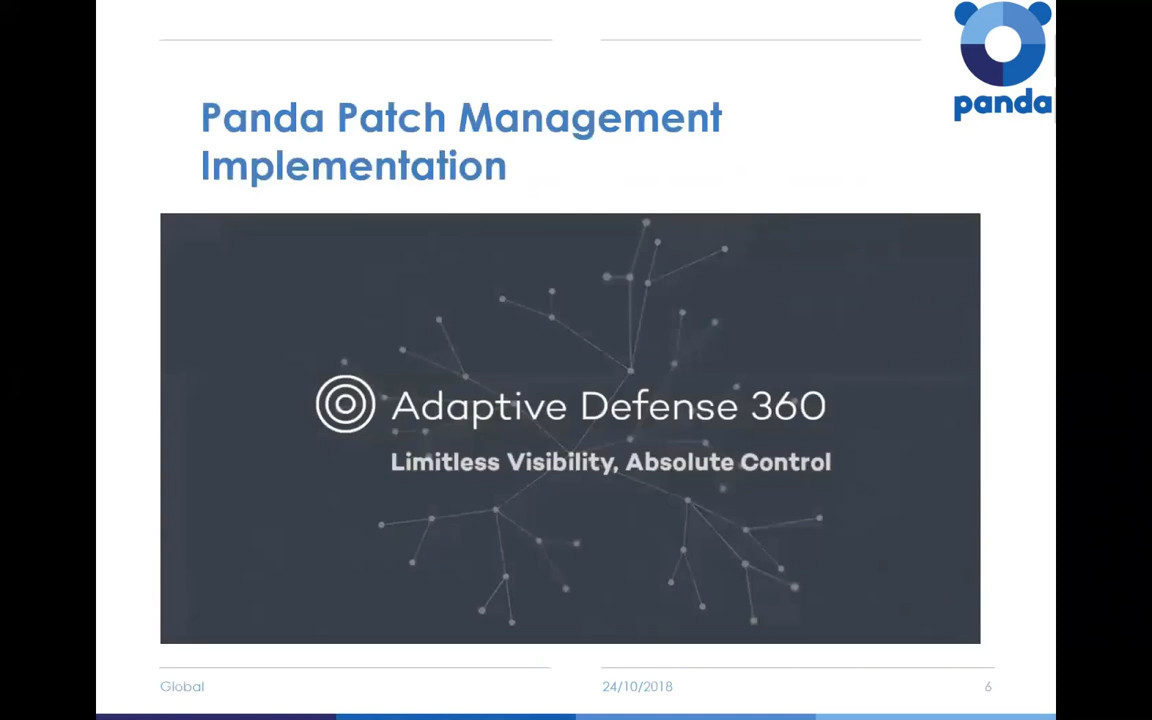 panda
Panda Patch Management
Implementation
Adaptive Defense 360
Limitless Visibility, Absolute Control
Global
24/10/2018
6